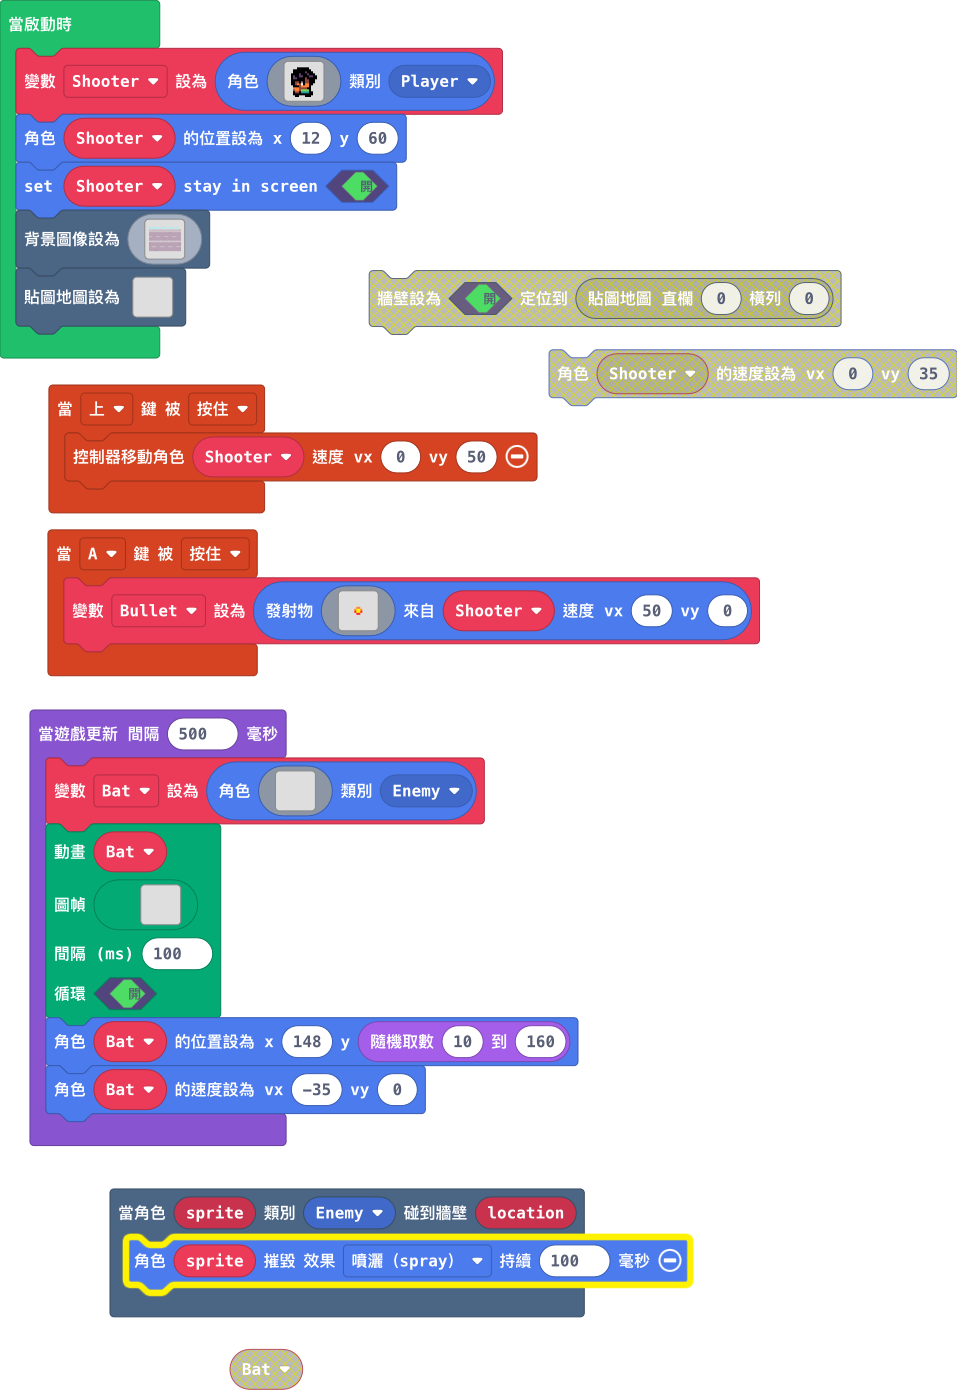 當啟動時
變數 Shooter 設為 角色 類別 Player
角色 Shooter 的位置設為 x 12 y 60
set Shooter stay in screen 開
背景圖像設為
貼圖地圖設為
牆壁設為 開 定位到 貼圖地圖 直欄 0 橫列 0
角色 Shooter 的速度設為 vx 0 vy 35
當 上 鍵 被 按住
控制器移動角色 Shooter 速度 vx 0 vy 50
當 A 鍵 被 按住
變數 Bullet 設為 發射物 來自 Shooter 速度 vx 50 vy 0
當遊戲更新 間隔 500 毫秒
變數 Bat 設為 角色 類別 Enemy
動畫 Bat
圖幀
間隔 (ms) 100
循環 開
角色 Bat 的位置設為 x 148 y 隨機取數 10 到 160
角色 Bat 的速度設為 vx -35 vy 0
當角色 sprite 類別 Enemy 碰到牆壁 location
角色 sprite 摧毀 效果 噴灑 (spray) 持續 100 毫秒
Bat